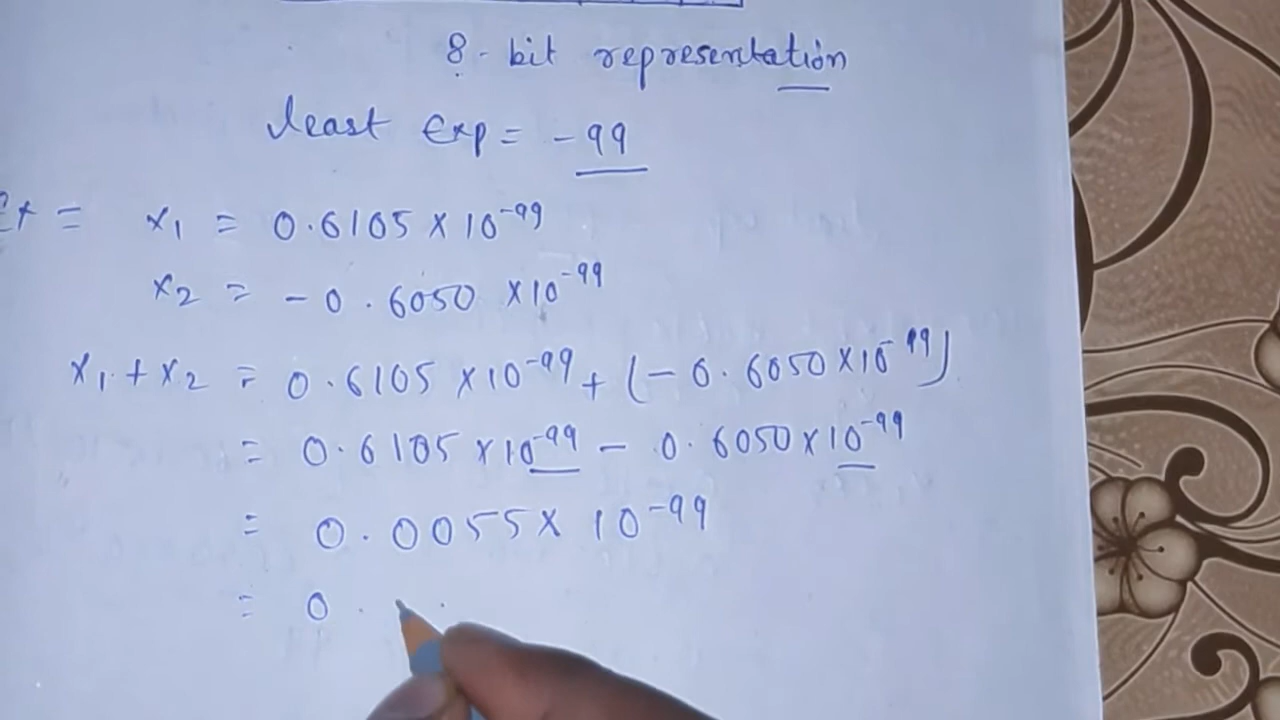 8-bit representation
least Exp = -99
Ex = x₁ = 0.6105 × 10⁻⁹⁹
x₂ = -0.6050 × 10⁻⁹⁹
x₁ + x₂ = 0.6105 × 10⁻⁹⁹ + (-0.6050 × 10⁻⁹⁹)
= 0.6105 × 10⁻⁹⁹ - 0.6050 × 10⁻⁹⁹
= 0.0055 × 10⁻⁹⁹
= 0.